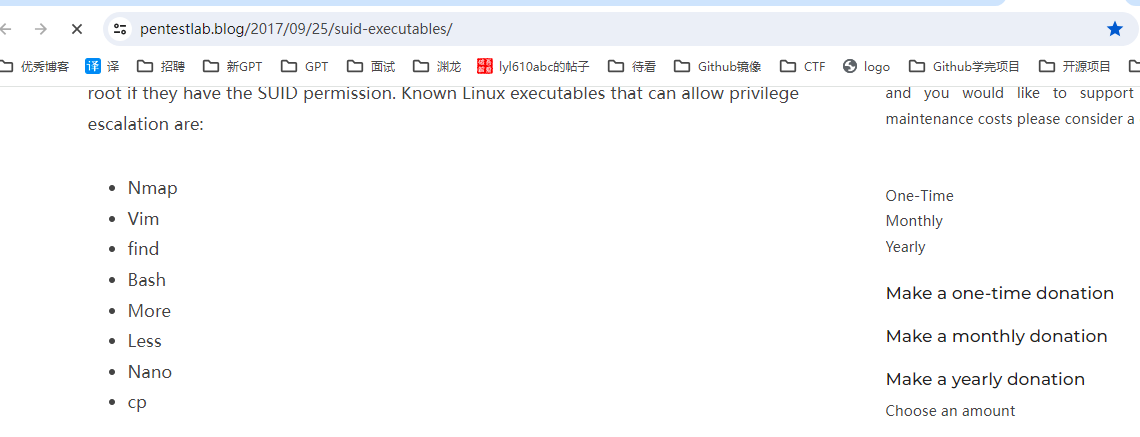 pentestlab.blog/2017/09/25/suid-executables/
优秀博客 译 译 招聘 新GPT GPT 面试 渊龙 lyl610abc的帖子 待看 Github镜像 CTF logo Github学完项目 开源项目
root if they have the SUID permission. Known Linux executables that can allow privilege
escalation are:
Nmap
Vim
find
Bash
More
Less
Nano
cp
and you would like to support
maintenance costs please consider a
One-Time
Monthly
Yearly
Make a one-time donation
Make a monthly donation
Make a yearly donation
Choose an amount